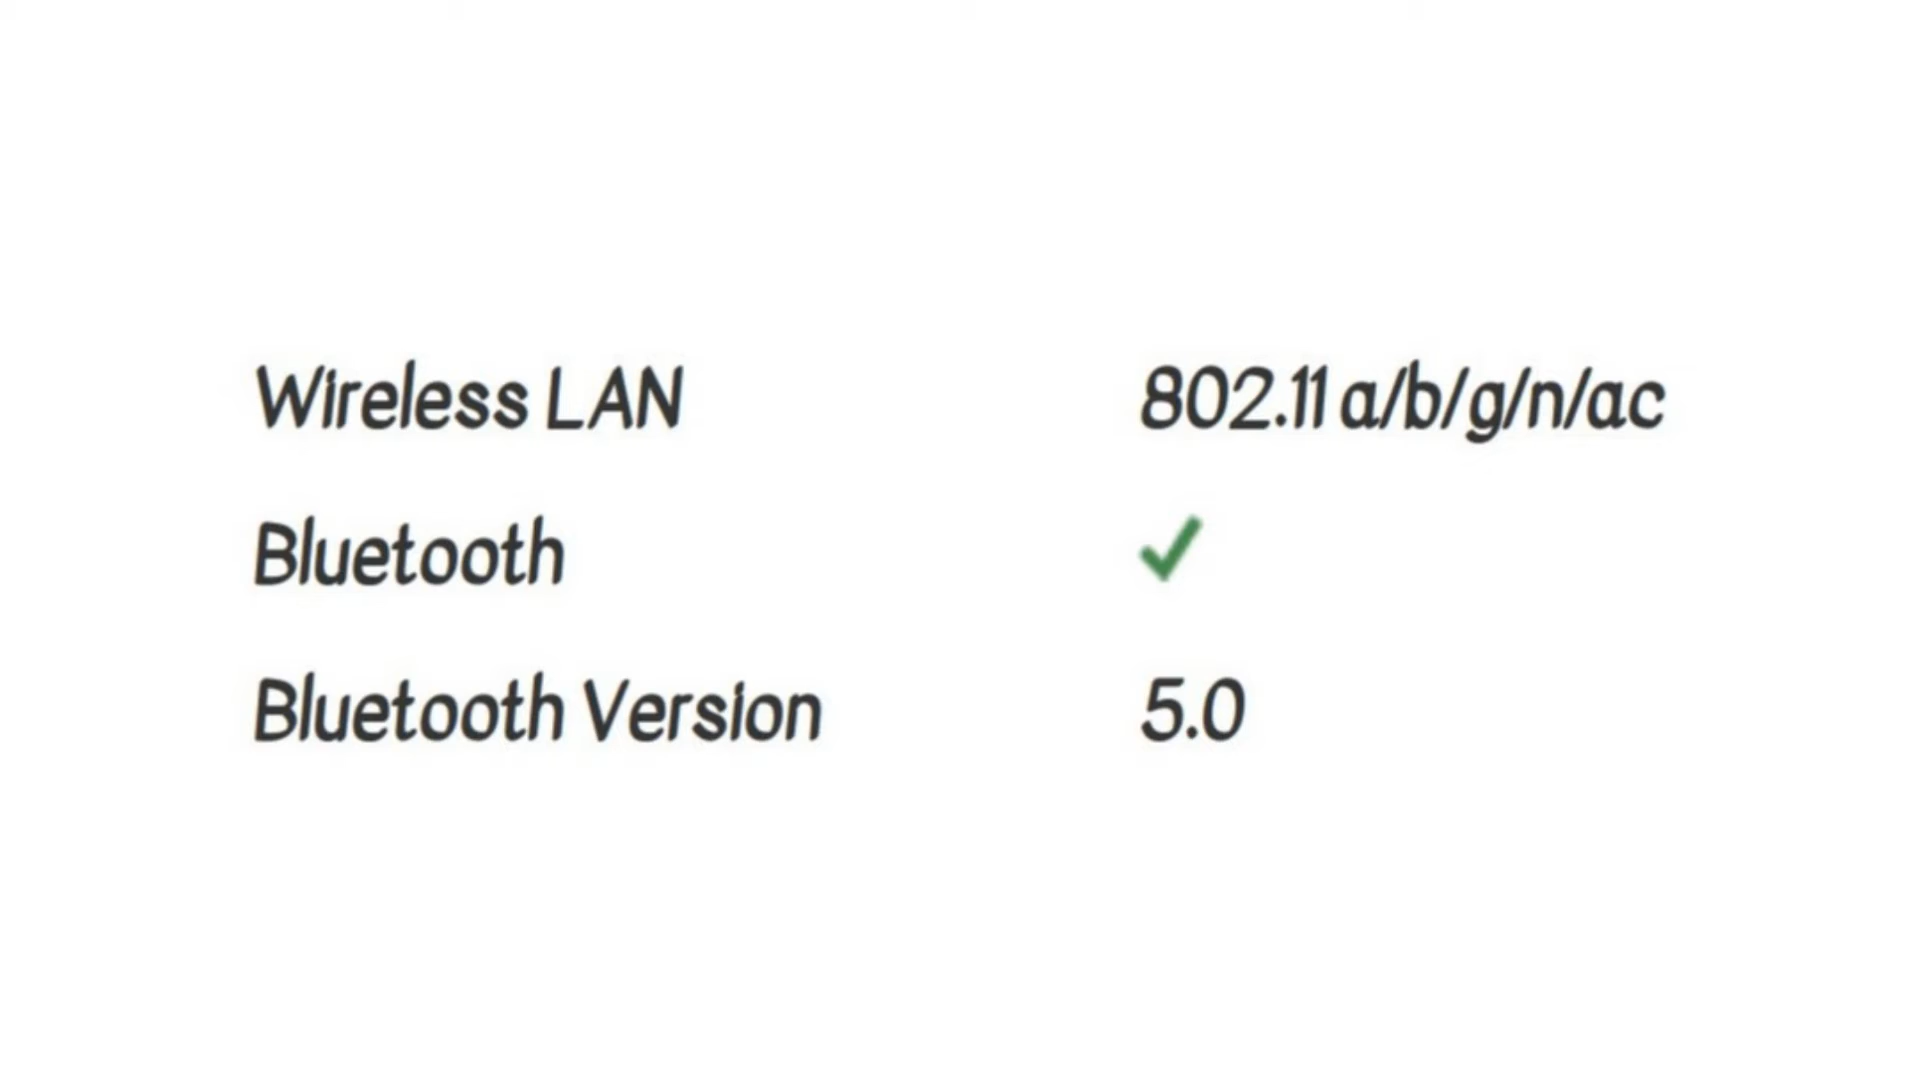 Wireless LAN 802.11 a/b/g/n/ac
Bluetooth ✓
Bluetooth Version 5.0